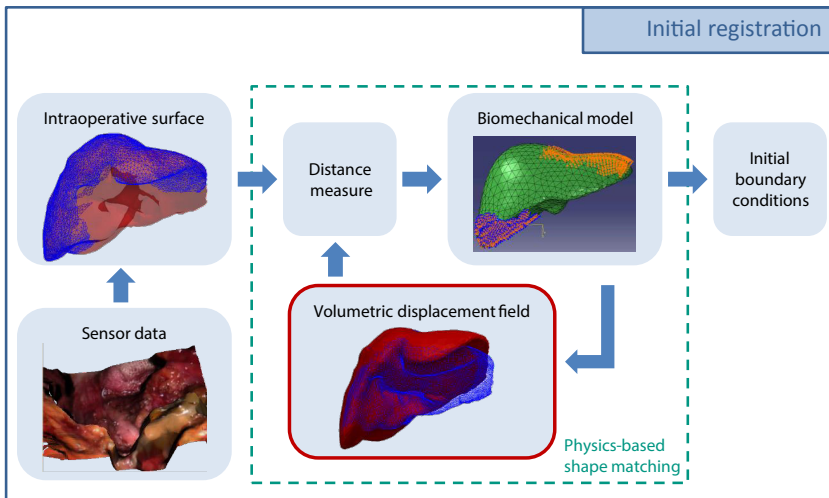 Initial registration
Intraoperative surface
Biomechanical model
Distance
measure
Initial
boundary
conditions
Volumetric displacement field
Sensor data
Physics-based
shape matching